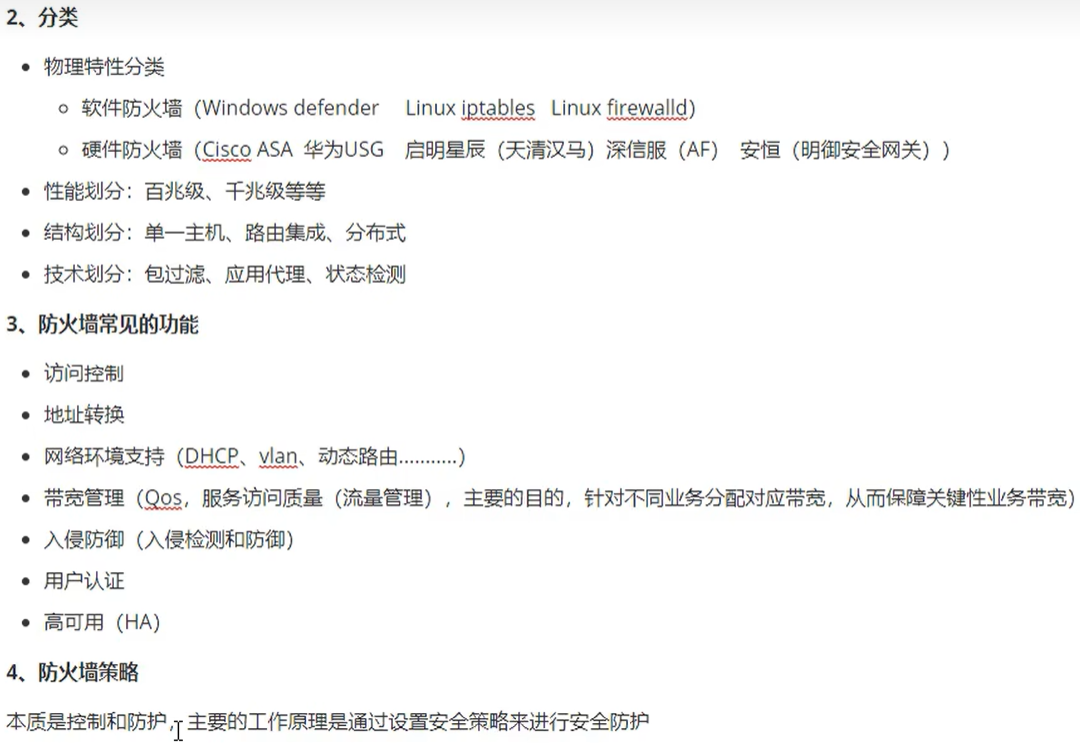 2、分类
物理特性分类
软件防火墙（Windows defender Linux iptables Linux firewalld）
硬件防火墙（Cisco ASA 华为USG 启明星辰（天清汉马）深信服（AF） 安恒（明御安全网关））
性能划分：百兆级、千兆级等等
结构划分：单一主机、路由集成、分布式
技术划分：包过滤、应用代理、状态检测
3、防火墙常见的功能
访问控制
地址转换
网络环境支持（DHCP、vlan、动态路由...........）
带宽管理（Qos，服务访问质量（流量管理），主要的目的，针对不同业务分配对应带宽，从而保障关键性业务带宽）
入侵防御（入侵检测和防御）
用户认证
高可用（HA）
4、防火墙策略
本质是控制和防护，主要的工作原理是通过设置安全策略来进行安全防护